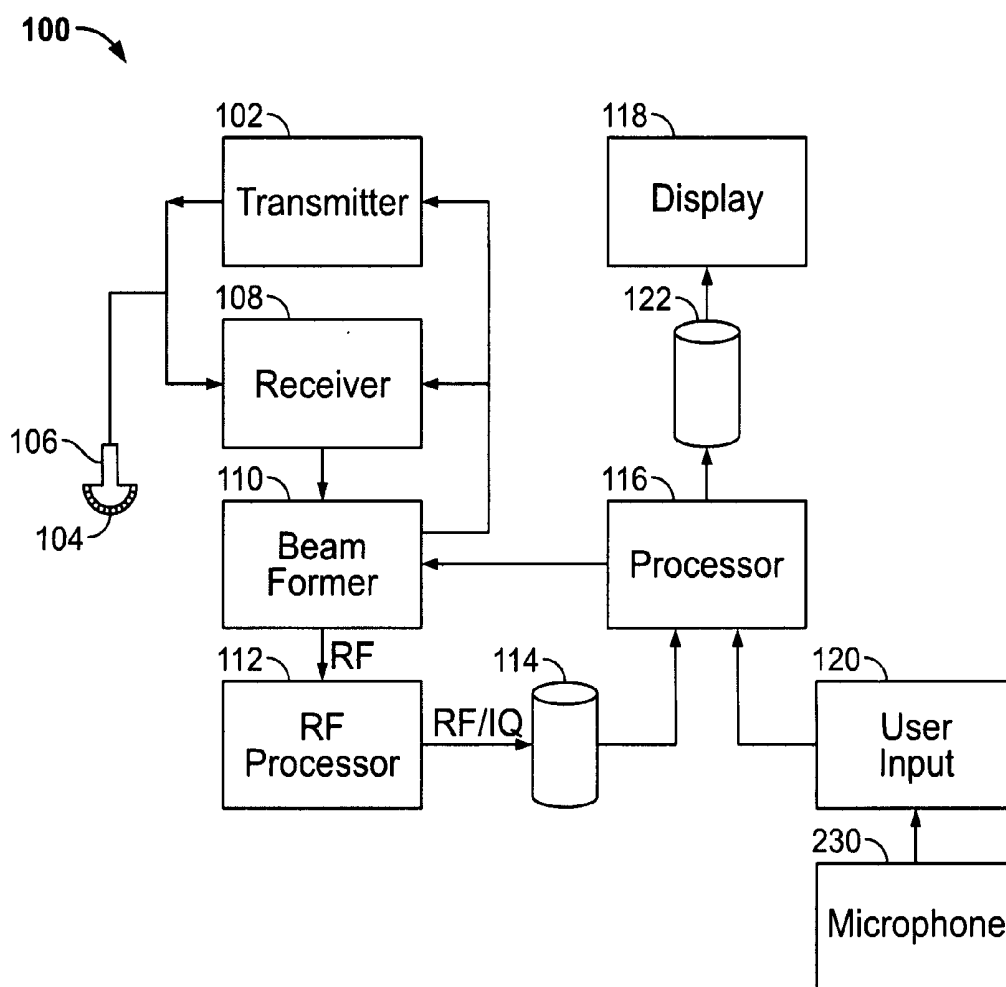 100
102
Transmitter
118
Display
108
Receiver
122
106
104
110
Beam
Former
116
Processor
RF
112
RF
Processor
RF/IQ
114
120
User
Input
230
Microphone